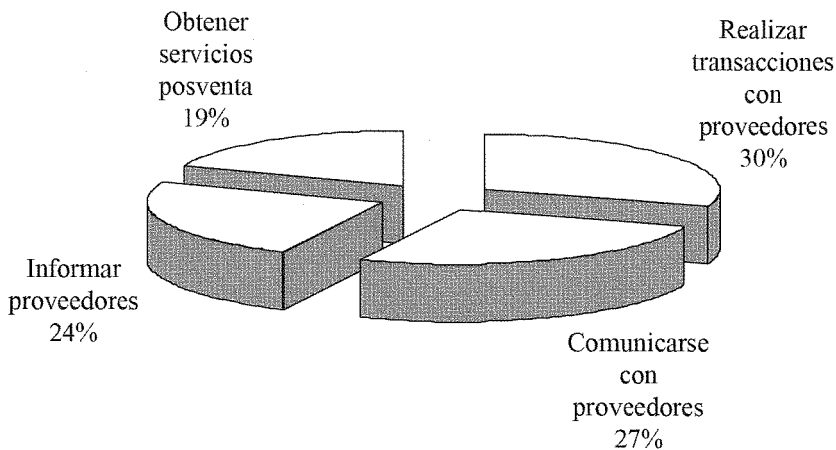 Obtener
servicios
posventa
19%
Realizar
transacciones
con
proveedores
30%
Informar
proveedores
24%
Comunicarse
con
proveedores
27%